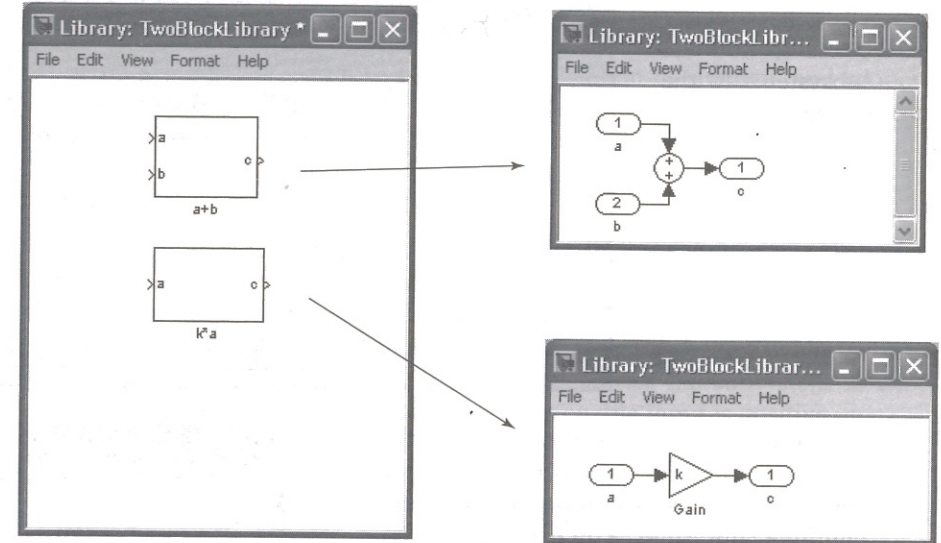 Library: TwoBlockLibrary *
File Edit View Format Help
a
b
c
a+b
a
c
k*a
Library: TwoBlockLibr...
File Edit View Format Help
1
a
+
+
1
c
2
b
Library: TwoBlockLibrar...
File Edit View Format Help
1
a
k
Gain
1
c